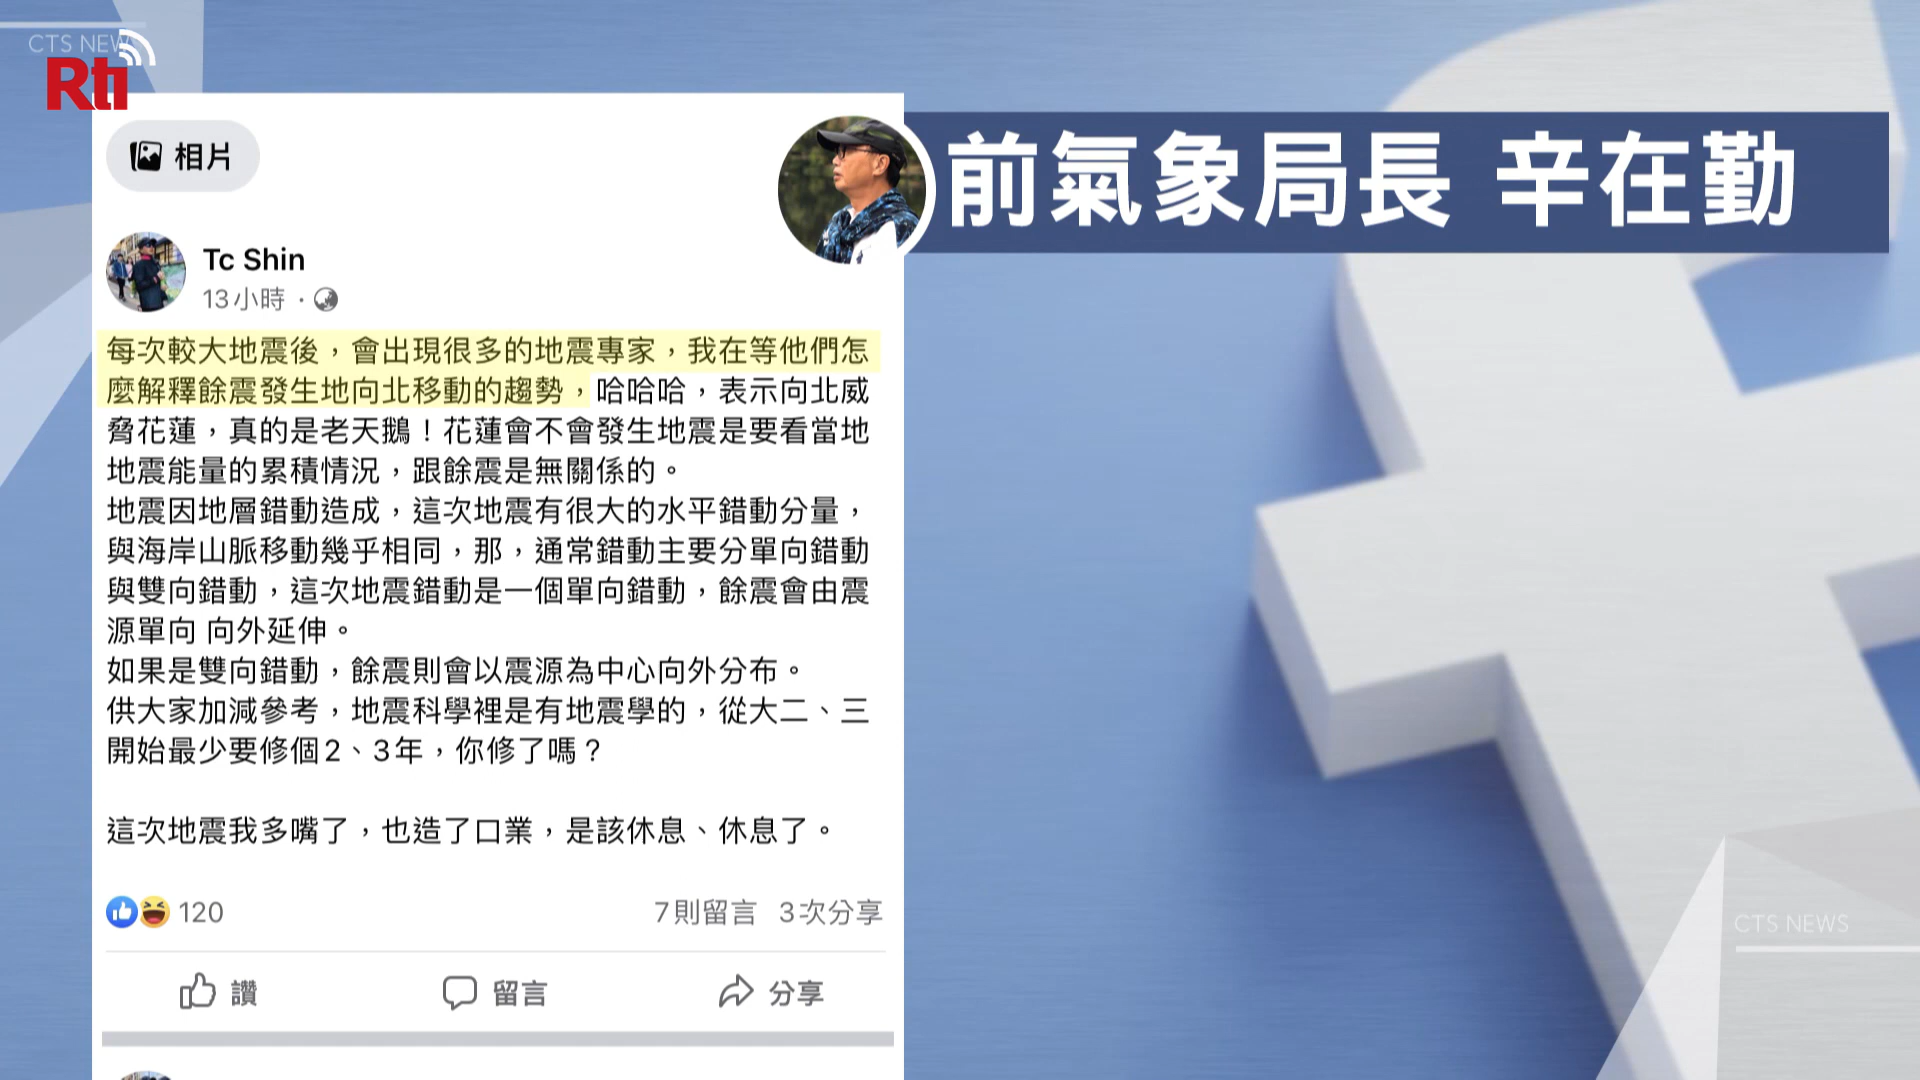 CTS NEW
Rti
相片
前氣象局長 辛在勤
Tc Shin
13小時 ·
每次較大地震後，會出現很多的地震專家，我在等他們怎
麼解釋餘震發生地向北移動的趨勢，哈哈哈，表示向北威
脅花蓮，真的是老天鵝！花蓮會不會發生地震是要看當地
地震能量的累積情況，跟餘震是無關係的。
地震因地層錯動造成，這次地震有很大的水平錯動分量，
與海岸山脈移動幾乎相同，那，通常錯動主要分單向錯動
與雙向錯動，這次地震錯動是一個單向錯動，餘震會由震
源單向 向外延伸。
如果是雙向錯動，餘震則會以震源為中心向外分布。
供大家加減參考，地震科學裡是有地震學的，從大二、三
開始最少要修個2、3年，你修了嗎？
這次地震我多嘴了，也造了口業，是該休息、休息了。
120
7則留言 3次分享
讚 留言 分享
CTS NEWS